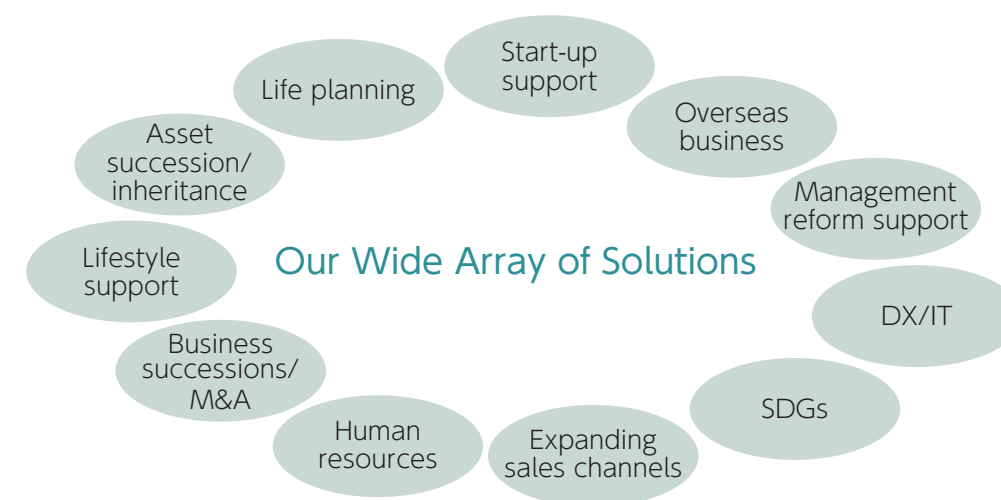 Start-up
support
Life planning
Overseas
business
Asset
succession/
inheritance
Management
reform support
Our Wide Array of Solutions
Lifestyle
support
DX/IT
Business
successions/
M&A
SDGs
Human
resources
Expanding
sales channels